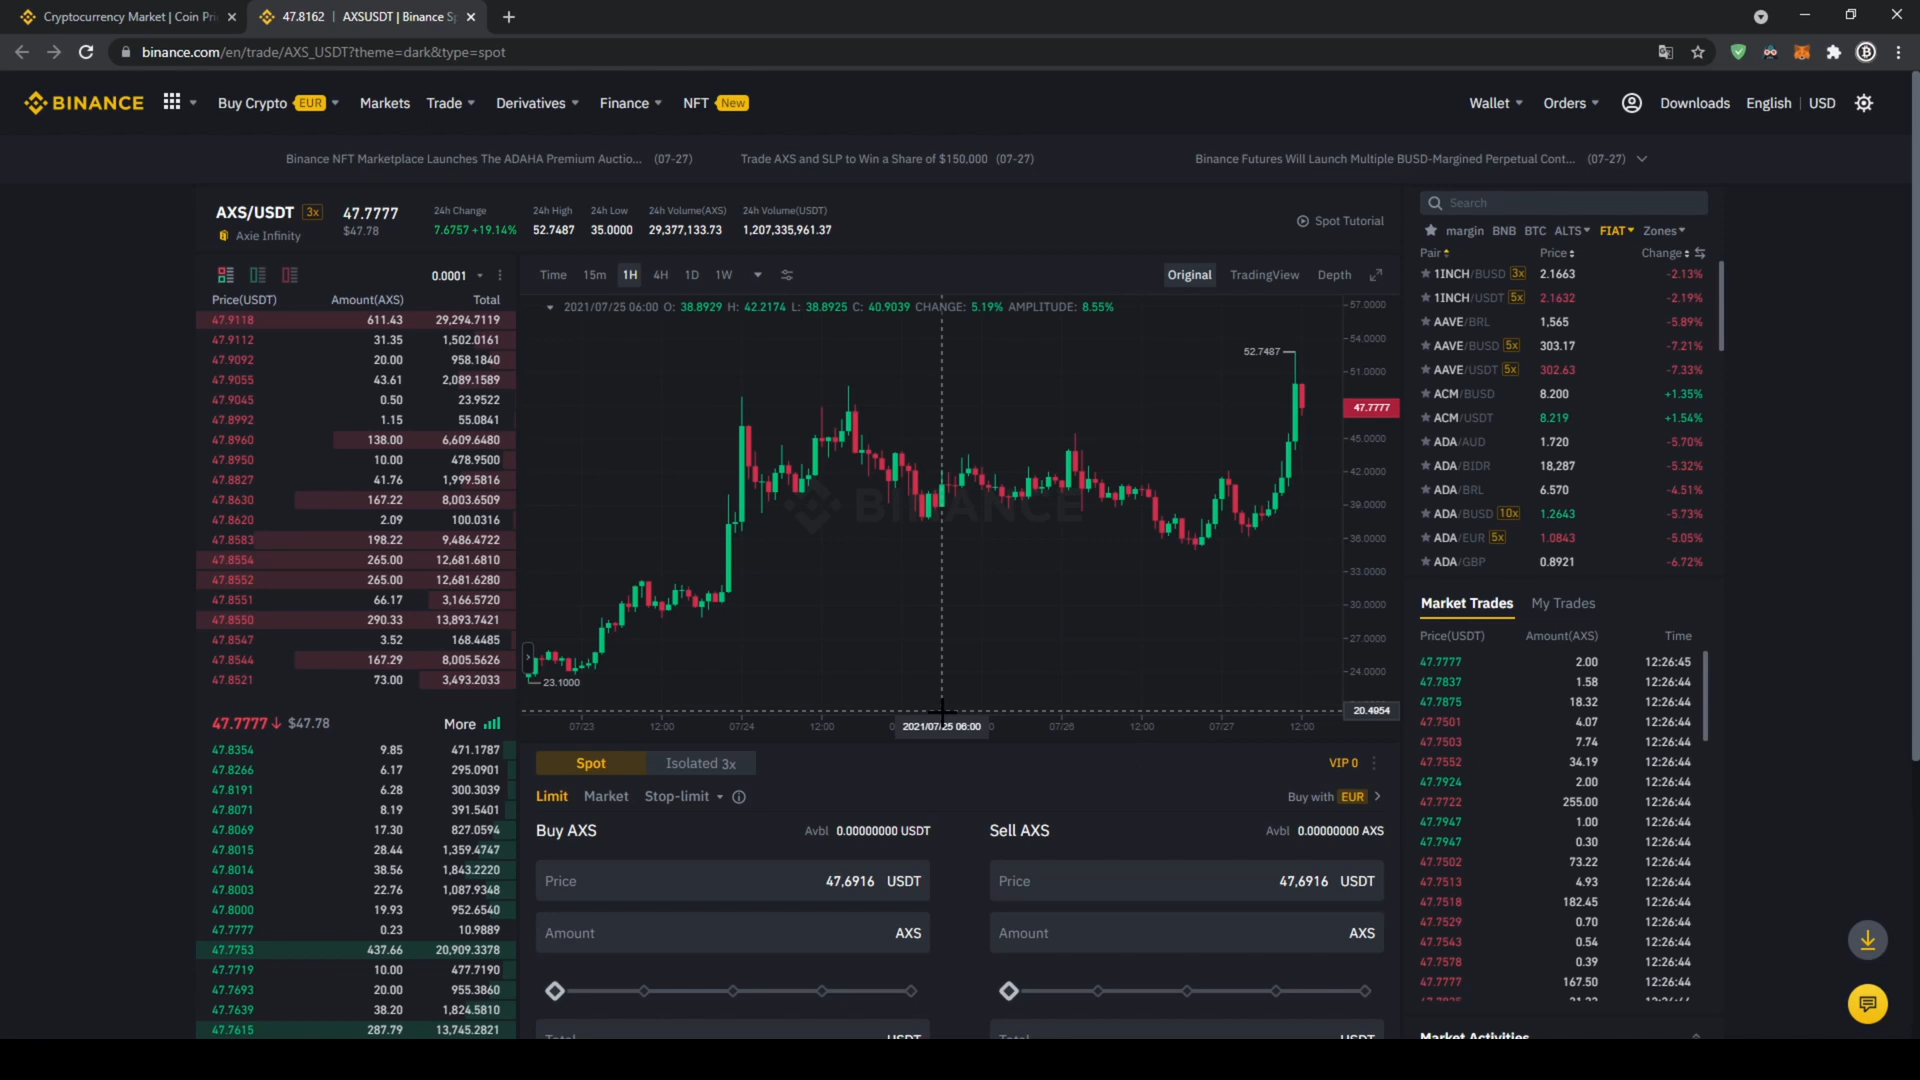 Cryptocurrency Market | Coin Pri
47.8162 | AXSUSDT | Binance Sp
binance.com/en/trade/AXS_USDT?theme=dark&type=spot
BINANCE Buy Crypto EUR Markets Trade Derivatives Finance NFT New Wallet Orders Downloads English | USD
Binance NFT Marketplace Launches The ADAHA Premium Auctio... (07-27) Trade AXS and SLP to Win a Share of $150,000 (07-27) Binance Futures Will Launch Multiple BUSD-Margined Perpetual Cont... (07-27)
AXS/USDT 3x 47.7777
$47.78
Axie Infinity
24h Change
7.6757 +19.14%
24h High
52.7487
24h Low
35.0000
24h Volume(AXS)
29,377,133.73
24h Volume(USDT)
1,207,335,961.37
Spot Tutorial
0.0001
Price(USDT) Amount(AXS) Total
47.9118 611.43 29,294.7119
47.9112 31.35 1,502.0161
47.9092 20.00 958.1840
47.9055 43.61 2,089.1589
47.9045 0.50 23.9522
47.8992 1.15 55.0841
47.8960 138.00 6,609.6480
47.8950 10.00 478.9500
47.8827 41.76 1,999.5816
47.8630 167.22 8,003.6509
47.8620 2.09 100.0316
47.8583 198.22 9,486.4722
47.8554 265.00 12,681.6810
47.8552 265.00 12,681.6280
47.8551 66.17 3,166.5720
47.8550 290.33 13,893.7421
47.8547 3.52 168.4485
47.8544 167.29 8,005.5626
47.8521 73.00 3,493.2033
47.7777 $47.78 More
47.8354 9.85 471.1787
47.8266 6.17 295.0901
47.8191 6.28 300.3039
47.8071 8.19 391.5401
47.8069 17.30 827.0594
47.8015 28.44 1,359.4747
47.8014 38.56 1,843.2220
47.8003 22.76 1,087.9348
47.8000 19.93 952.6540
47.7777 0.23 10.9889
47.7753 437.66 20,909.3378
47.7719 10.00 477.7190
47.7693 20.00 955.3860
47.7639 38.20 1,824.5810
47.7615 287.79 13,745.2821
Time 15m 1H 4H 1D 1W Original TradingView Depth
2021/07/25 06:00 O: 38.8929 H: 42.2174 L: 38.8925 C: 40.9039 CHANGE: 5.19% AMPLITUDE: 8.55%
57.0000
54.0000
52.7487
51.0000
47.7777
45.0000
42.0000
39.0000
BINANCE
36.0000
33.0000
30.0000
27.0000
24.0000
23.1000
20.4954
07/23 12:00 07/24 12:00 2021/07/25 06:00 07/26 12:00 07/27 12:00
Spot Isolated 3x VIP 0
Limit Market Stop-limit Buy with EUR
Buy AXS Avbl 0.00000000 USDT
Price 47,6916 USDT
Amount AXS
Total USDT
Sell AXS Avbl 0.00000000 AXS
Price 47,6916 USDT
Amount AXS
Total USDT
Search
margin BNB BTC ALTS FIAT Zones
Pair Price Change
1INCH/BUSD 3x 2.1663 -2.13%
1INCH/USDT 5x 2.1632 -2.19%
AAVE/BRL 1,565 -5.89%
AAVE/BUSD 5x 303.17 -7.21%
AAVE/USDT 5x 302.63 -7.33%
ACM/BUSD 8.200 +1.35%
ACM/USDT 8.219 +1.54%
ADA/AUD 1.720 -5.70%
ADA/BIDR 18,287 -5.32%
ADA/BRL 6.570 -4.51%
ADA/BUSD 10x 1.2643 -5.73%
ADA/EUR 5x 1.0843 -5.05%
ADA/GBP 0.8921 -6.72%
Market Trades My Trades
Price(USDT) Amount(AXS) Time
47.7777 2.00 12:26:45
47.7837 1.58 12:26:44
47.7875 18.32 12:26:44
47.7501 4.07 12:26:44
47.7503 7.74 12:26:44
47.7552 34.19 12:26:44
47.7924 2.00 12:26:44
47.7722 255.00 12:26:44
47.7947 1.00 12:26:44
47.7947 0.30 12:26:44
47.7502 73.22 12:26:44
47.7513 4.93 12:26:44
47.7518 182.45 12:26:44
47.7529 0.70 12:26:44
47.7543 0.54 12:26:44
47.7578 0.39 12:26:44
47.7777 167.50 12:26:44
Market Activities